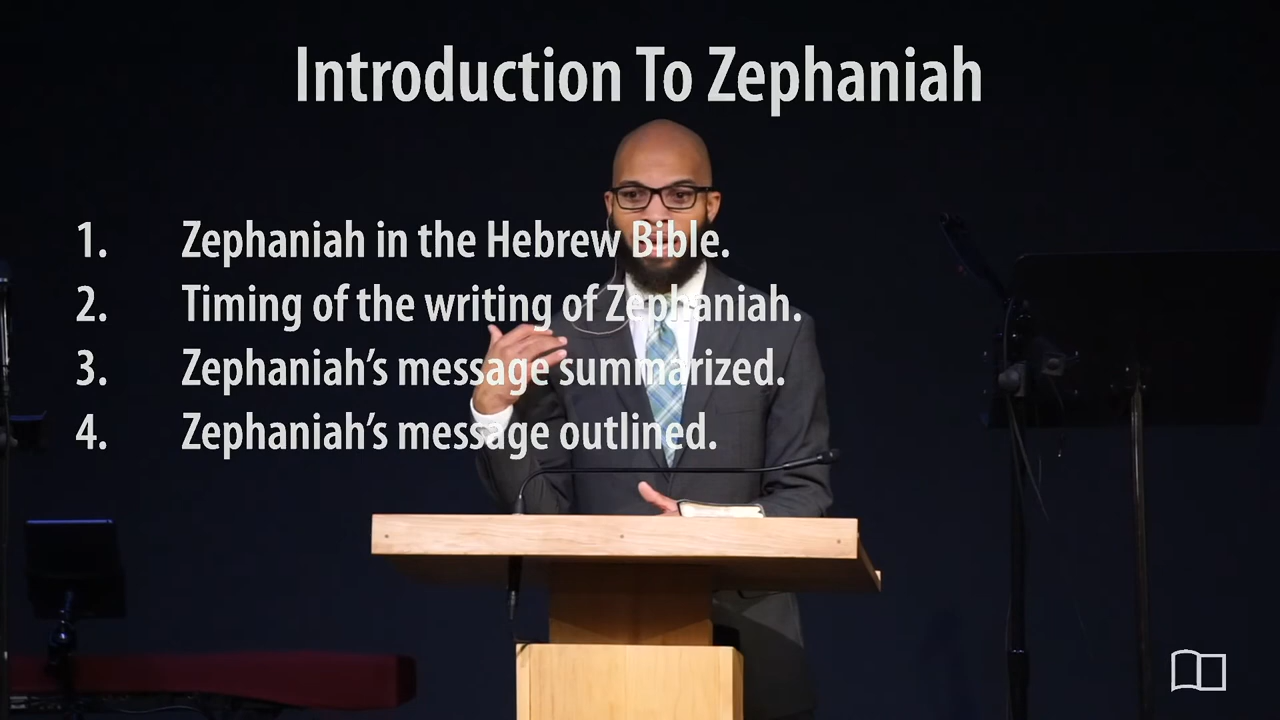 Introduction To Zephaniah
1. Zephaniah in the Hebrew Bible.
2. Timing of the writing of Zephaniah.
3. Zephaniah’s message summarized.
4. Zephaniah’s message outlined.